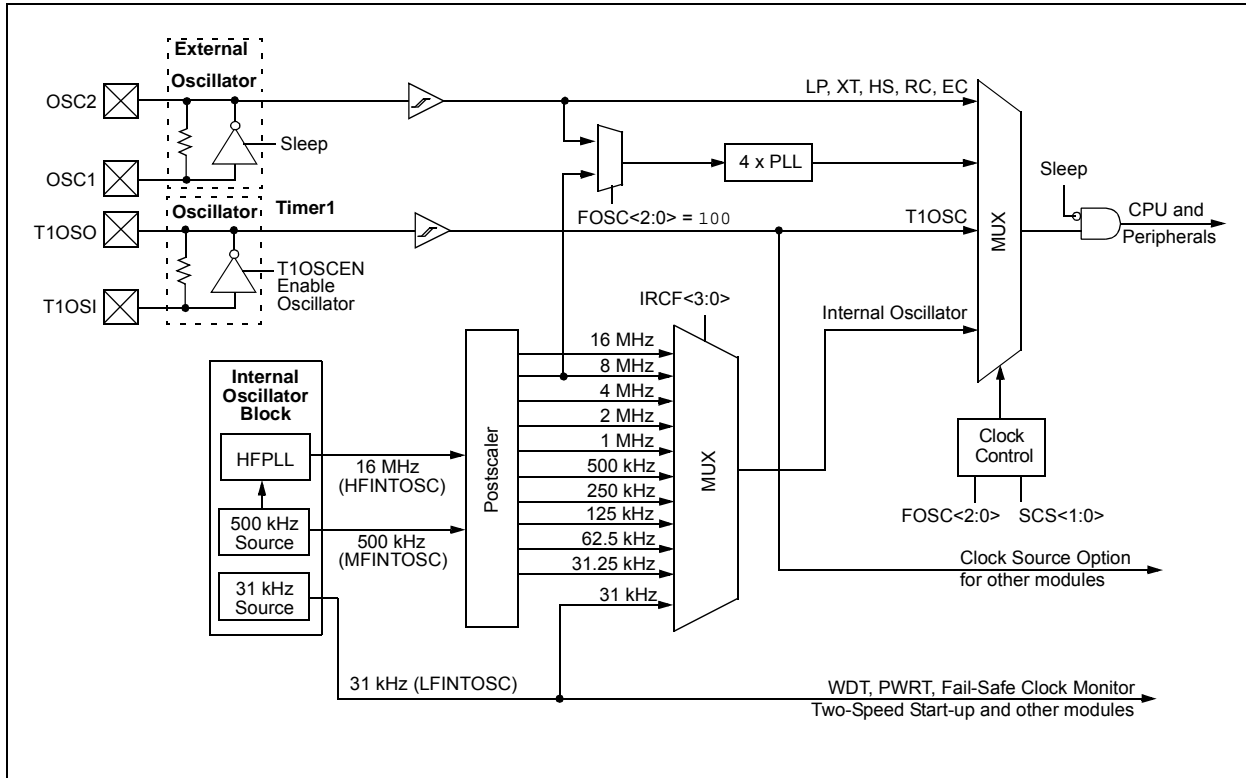 External
Oscillator
OSC2
Sleep
OSC1
LP, XT, HS, RC, EC
4 x PLL
FOSC<2:0> = 100
Sleep
CPU and
Peripherals
MUX
Oscillator
Timer1
T1OSO
T1OSC
T1OSCEN
Enable
Oscillator
T1OSI
IRCF<3:0>
Internal Oscillator
Internal
Oscillator
Block
HFPLL
500 kHz
Source
31 kHz
Source
16 MHz
(HFINTOSC)
500 kHz
(MFINTOSC)
Postscaler
16 MHz
8 MHz
4 MHz
2 MHz
1 MHz
500 kHz
250 kHz
125 kHz
62.5 kHz
31.25 kHz
31 kHz
MUX
Clock
Control
FOSC<2:0>
SCS<1:0>
Clock Source Option
for other modules
31 kHz (LFINTOSC)
WDT, PWRT, Fail-Safe Clock Monitor
Two-Speed Start-up and other modules